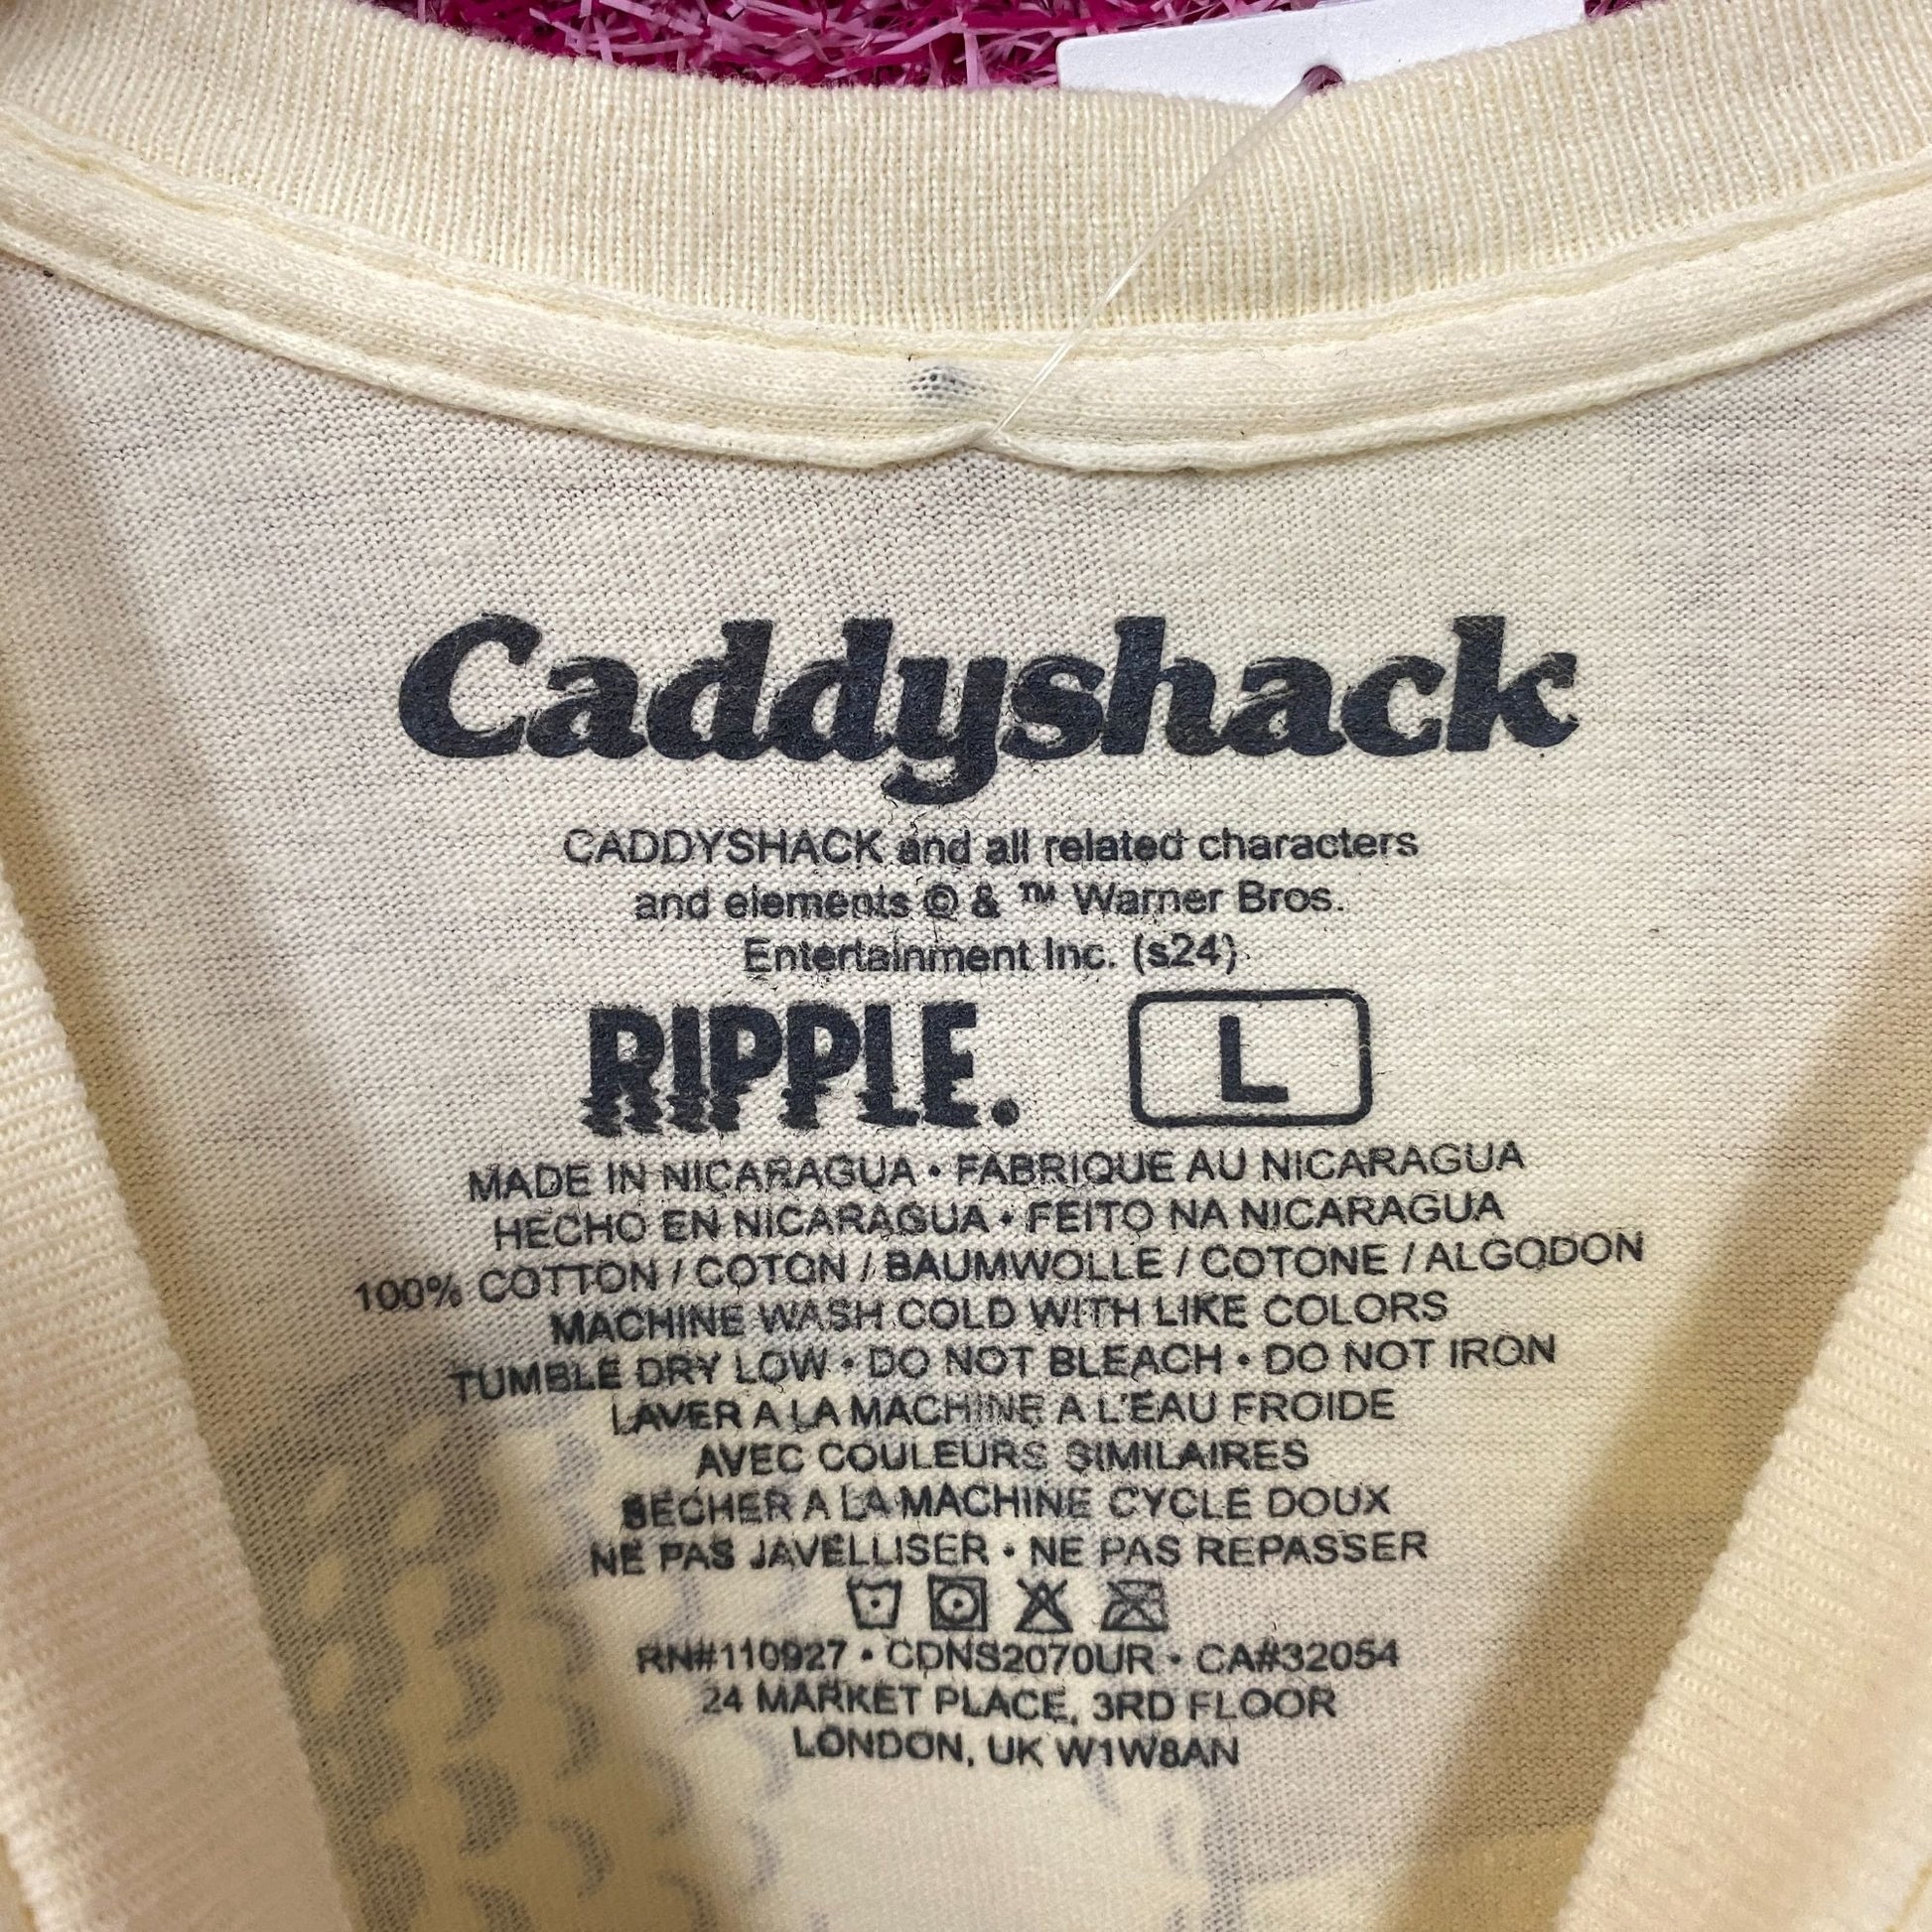 Caddyshack
CADDYSHACK and all related characters
and elements © & ™ Warner Bros.
Entertainment Inc. (s24)
RIPPLE. L
MADE IN NICARAGUA • FABRIQUE AU NICARAGUA
HECHO EN NICARAGUA • FEITO NA NICARAGUA
100% COTTON / COTON / BAUMWOLLE / COTONE / ALGODON
MACHINE WASH COLD WITH LIKE COLORS
TUMBLE DRY LOW • DO NOT BLEACH • DO NOT IRON
LAVER A LA MACHINE A L'EAU FROIDE
AVEC COULEURS SIMILAIRES
SECHER A LA MACHINE CYCLE DOUX
NE PAS JAVELLISER • NE PAS REPASSER
RN#110927 • CDNS2070UR • CA#32054
24 MARKET PLACE, 3RD FLOOR
LONDON, UK W1W8AN